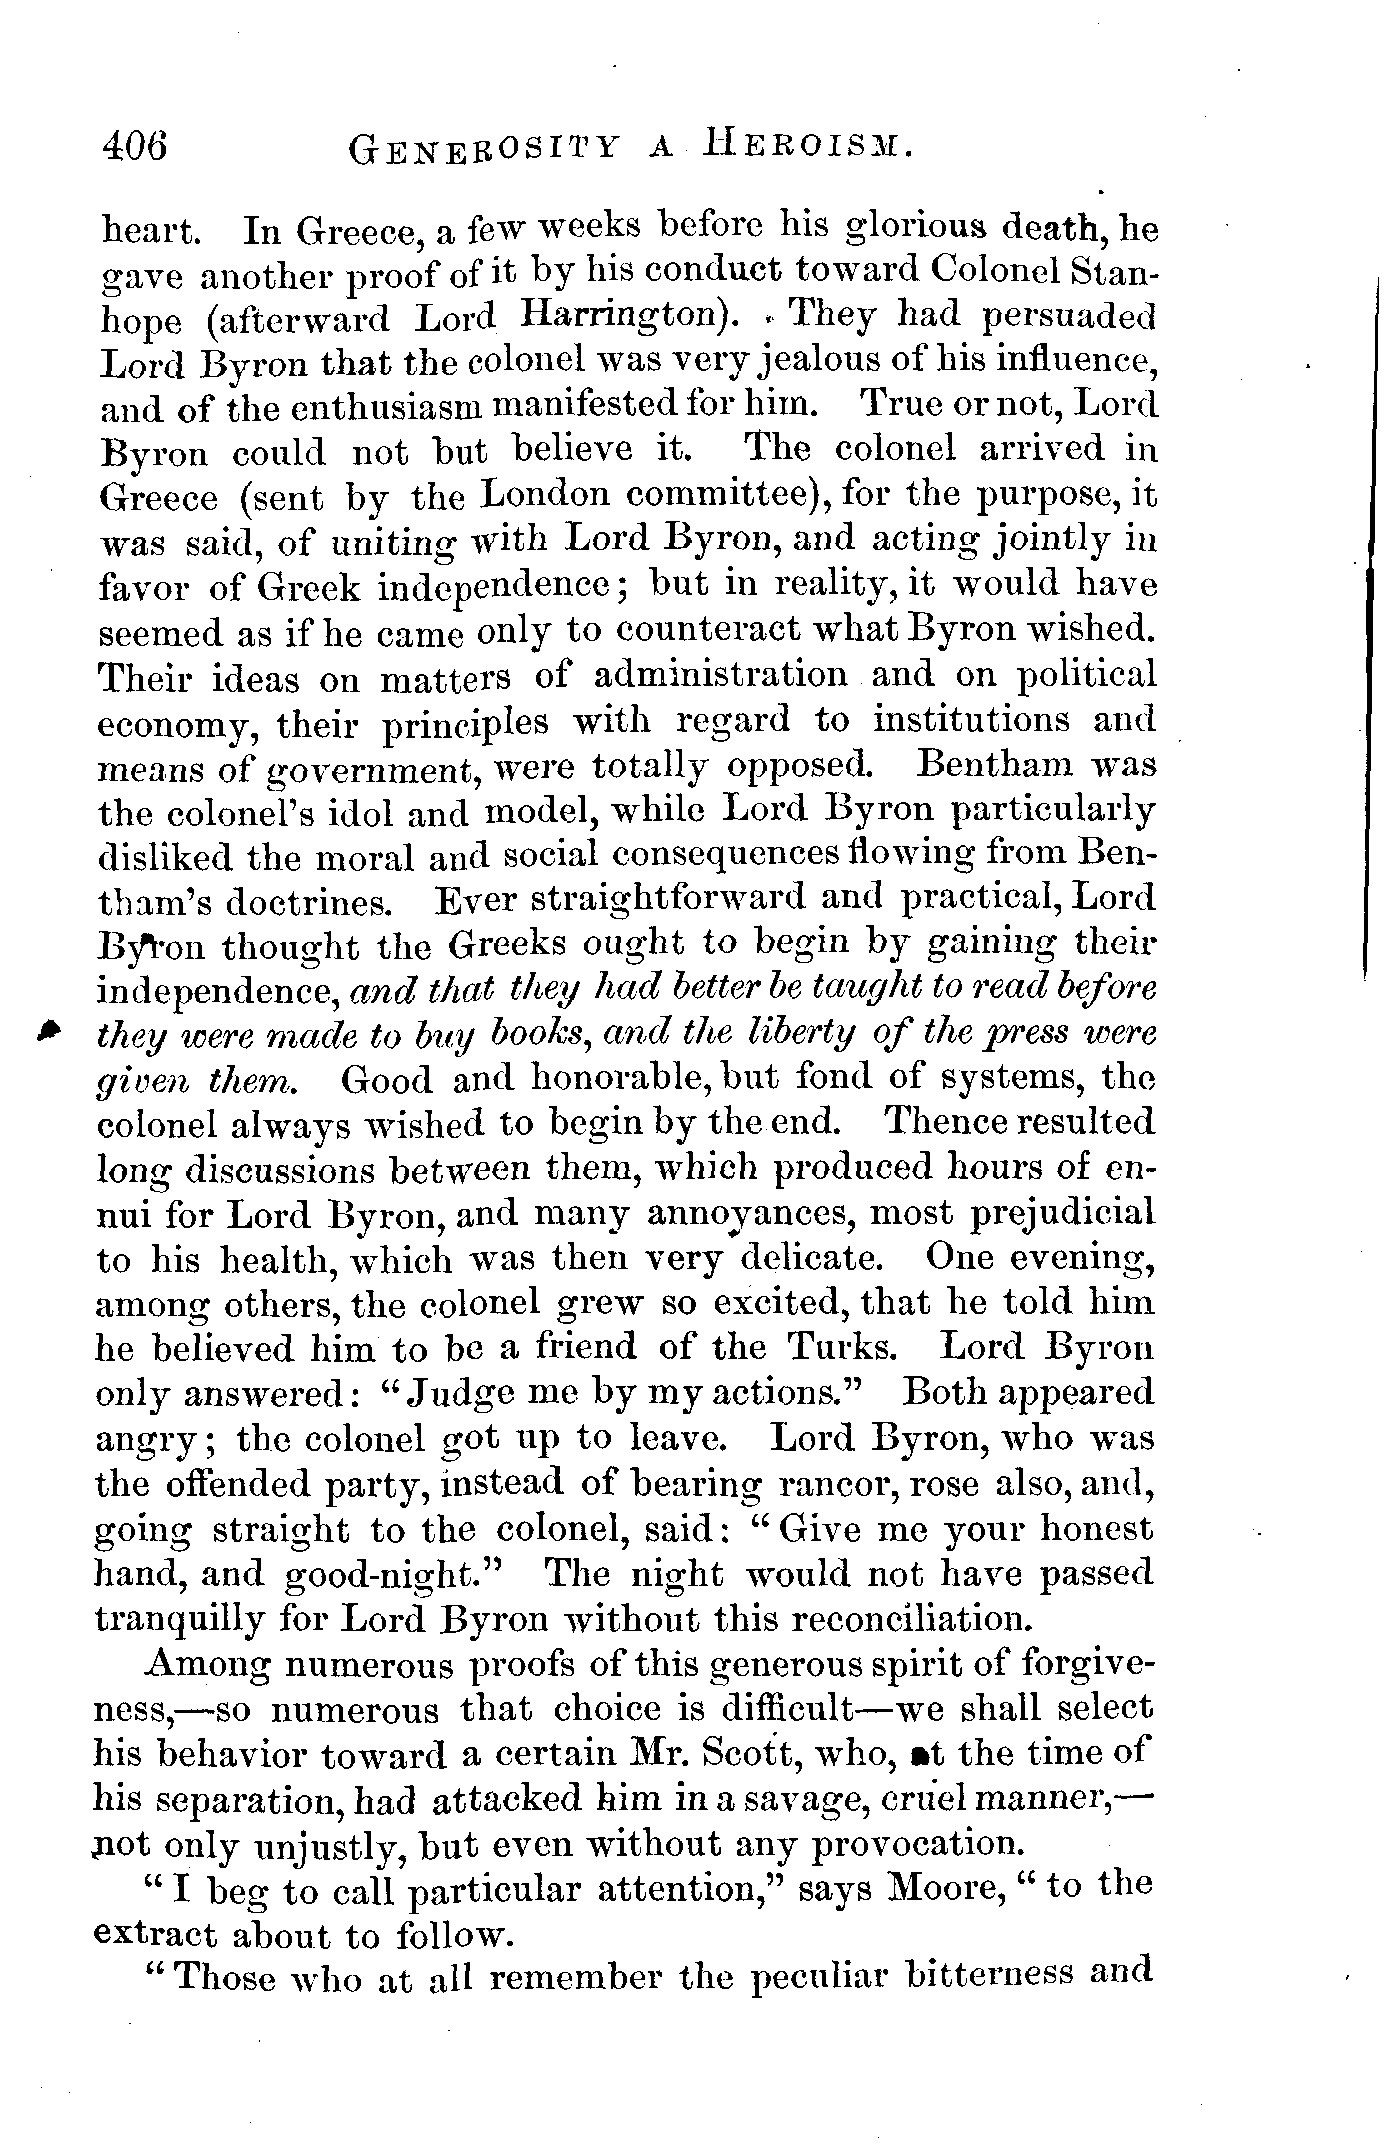 406 GENEROSITY A HEROISM.
heart. In Greece, a few weeks before his glorious death, he
gave another proof of it by his conduct toward Colonel Stan-
hope (afterward Lord Harrington). They had persuaded
Lord Byron that the colonel was very jealous of his influence,
and of the enthusiasm manifested for him. True or not, Lord
Byron could not but believe it. The colonel arrived in
Greece (sent by the London committee), for the purpose, it
was said, of uniting with Lord Byron, and acting jointly in
favor of Greek independence; but in reality, it would have
seemed as if he came only to counteract what Byron wished.
Their ideas on matters of administration and on political
economy, their principles with regard to institutions and
means of government, were totally opposed. Bentham was
the colonel's idol and model, while Lord Byron particularly
disliked the moral and social consequences flowing from Ben-
tham's doctrines. Ever straightforward and practical, Lord
Byron thought the Greeks ought to begin by gaining their
independence, and that they had better be taught to read before
they were made to buy books, and the liberty of the press were
given them. Good and honorable, but fond of systems, the
colonel always wished to begin by the end. Thence resulted
long discussions between them, which produced hours of en-
nui for Lord Byron, and many annoyances, most prejudicial
to his health, which was then very delicate. One evening,
among others, the colonel grew so excited, that he told him
he believed him to be a friend of the Turks. Lord Byron
only answered: "Judge me by my actions." Both appeared
angry; the colonel got up to leave. Lord Byron, who was
the offended party, instead of bearing rancor, rose also, and,
going straight to the colonel, said: "Give me your honest
hand, and good-night." The night would not have passed
tranquilly for Lord Byron without this reconciliation.
Among numerous proofs of this generous spirit of forgive-
ness,—so numerous that choice is difficult—we shall select
his behavior toward a certain Mr. Scott, who, at the time of
his separation, had attacked him in a savage, cruel manner,—
not only unjustly, but even without any provocation.
"I beg to call particular attention," says Moore, "to the
extract about to follow.
"Those who at all remember the peculiar bitterness and